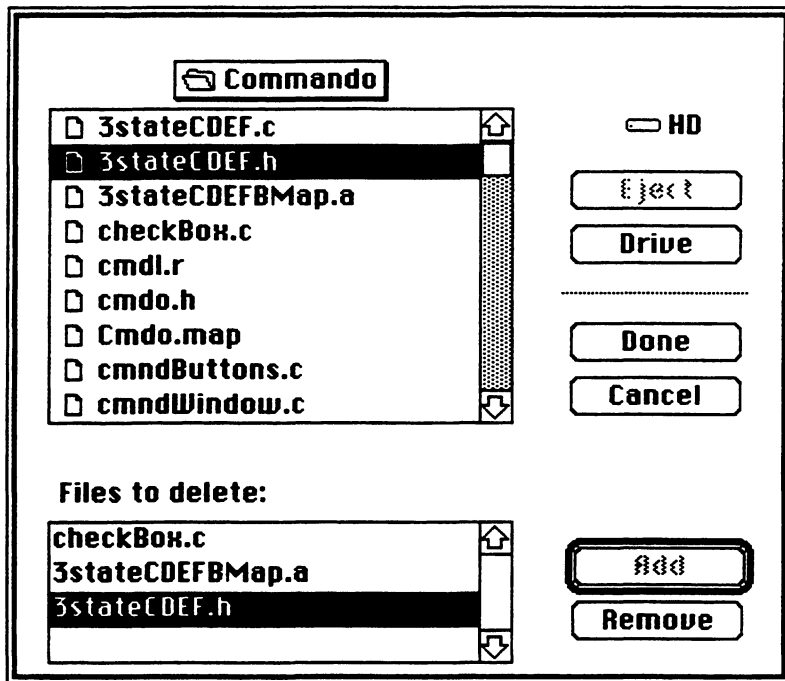 Commando
3stateCDEF.c
3stateCDEF.h
3stateCDEFBMap.a
checkBox.c
cmdl.r
cmdo.h
Cmdo.map
cmndButtons.c
cmndWindow.c
HD
Eject
Drive
Done
Cancel
Files to delete:
checkBox.c
3stateCDEFBMap.a
3stateCDEF.h
Add
Remove